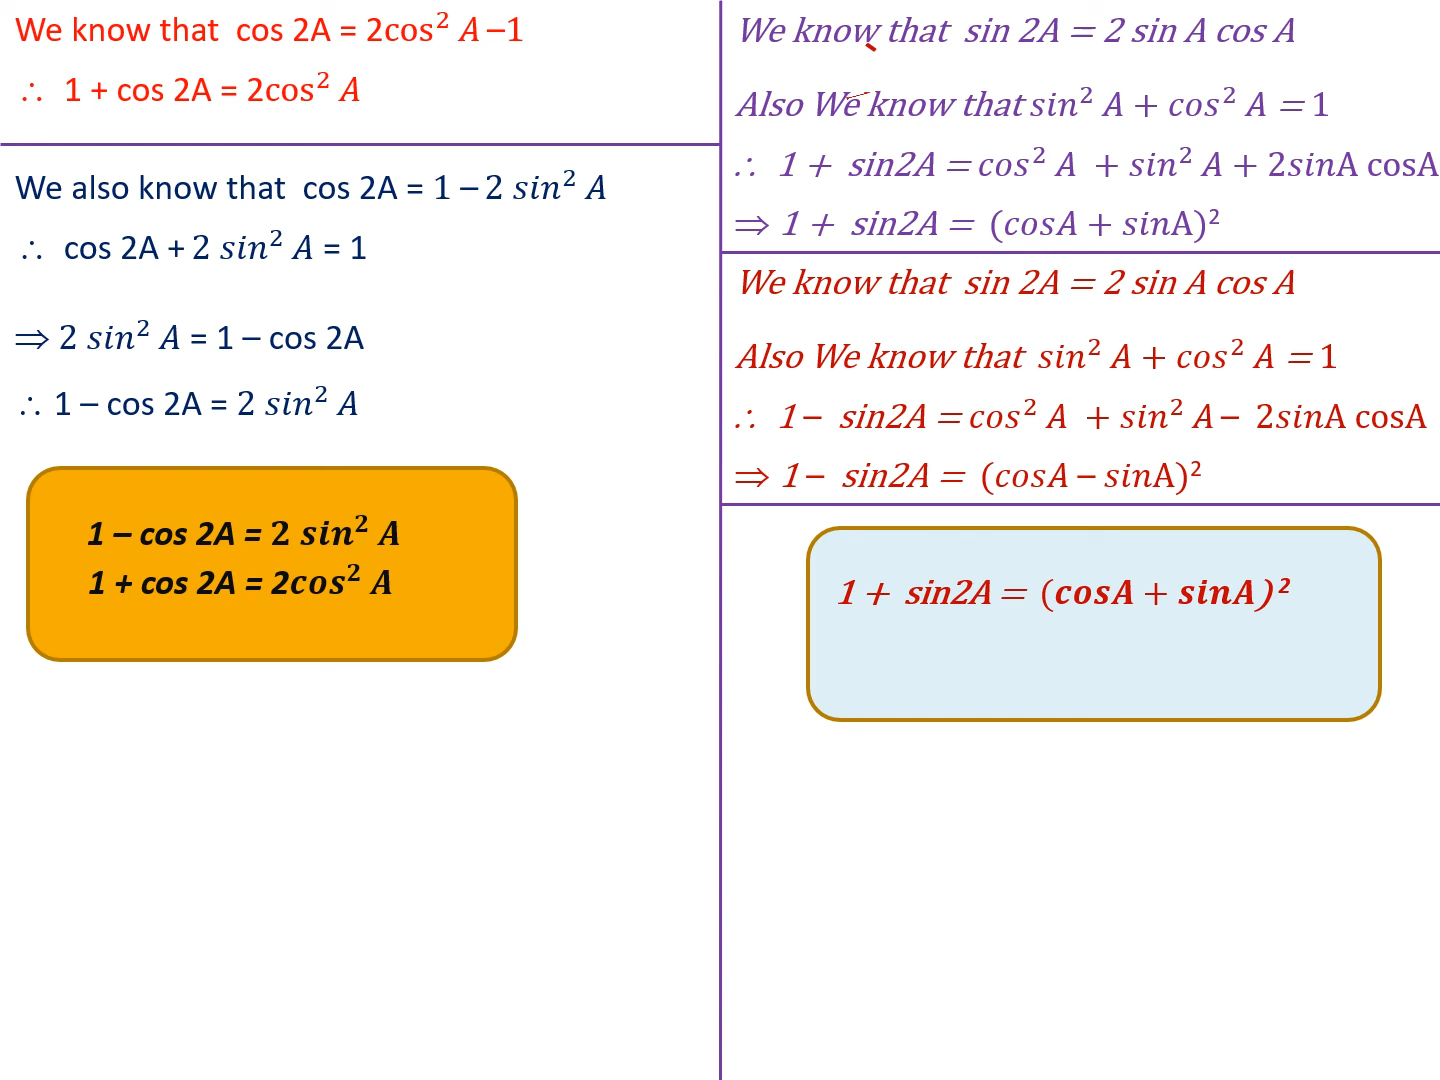 We know that cos 2A = 2cos² A –1
∴ 1 + cos 2A = 2cos² A
We also know that cos 2A = 1 – 2 sin² A
∴ cos 2A + 2 sin² A = 1
⇒ 2 sin² A = 1 – cos 2A
∴ 1 – cos 2A = 2 sin² A
1 – cos 2A = 2 sin² A
1 + cos 2A = 2cos² A
We know that sin 2A = 2 sin A cos A
Also We know that sin² A + cos² A = 1
∴ 1 + sin2A = cos² A + sin² A + 2sinA cosA
⇒ 1 + sin2A = (cosA + sinA)²
We know that sin 2A = 2 sin A cos A
Also We know that sin² A + cos² A = 1
∴ 1 – sin2A = cos² A + sin² A – 2sinA cosA
⇒ 1 – sin2A = (cosA – sinA)²
1 + sin2A = (cosA + sinA)²